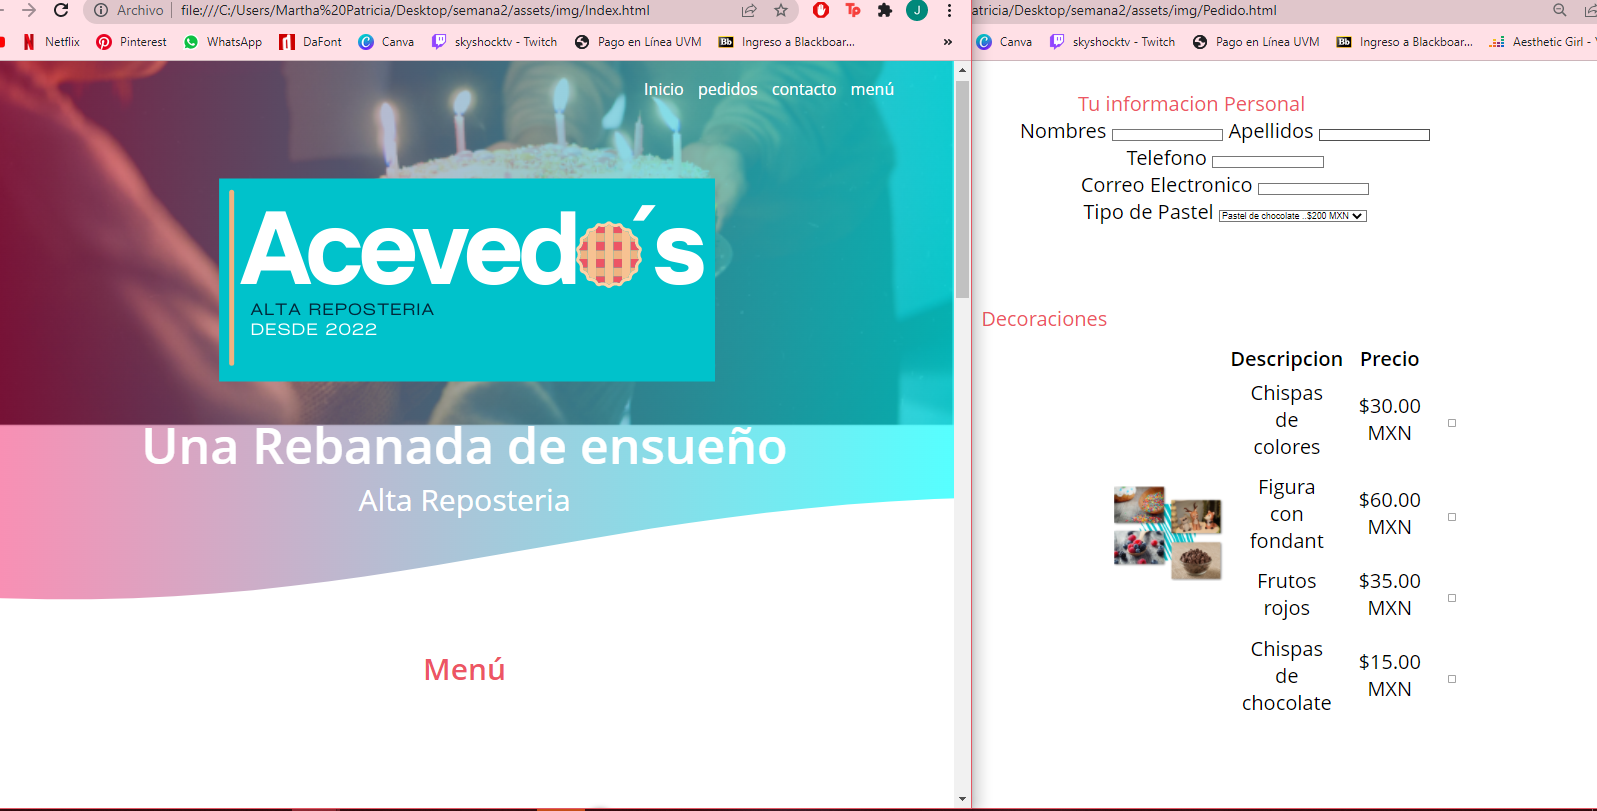 Archivo file:///C:/Users/Martha%20Patricia/Desktop/semana2/assets/img/Index.html
J
Netflix Pinterest WhatsApp DaFont Canva skyshocktv - Twitch Pago en Línea UVM Bb Ingreso a Blackboar... »
Inicio pedidos contacto menú
Acevedo´s
ALTA REPOSTERIA
DESDE 2022
Una Rebanada de ensueño
Alta Reposteria
Menú
atricia/Desktop/semana2/assets/img/Pedido.html
Canva skyshocktv - Twitch Pago en Línea UVM Bb Ingreso a Blackboar... Aesthetic Girl -
Tu informacion Personal
Nombres Apellidos
Telefono
Correo Electronico
Tipo de Pastel Pastel de chocolate ..$200 MXN
Decoraciones
Descripcion Precio
Chispas de colores $30.00 MXN
Figura con fondant $60.00 MXN
Frutos rojos $35.00 MXN
Chispas de chocolate $15.00 MXN